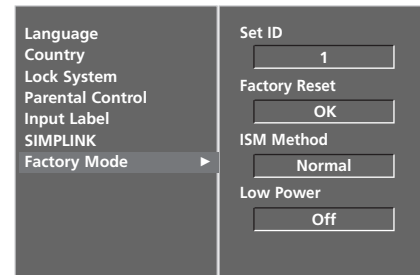 Language
Country
Lock System
Parental Control
Input Label
SIMPLINK
Factory Mode ►
Set ID
1
Factory Reset
OK
ISM Method
Normal
Low Power
Off